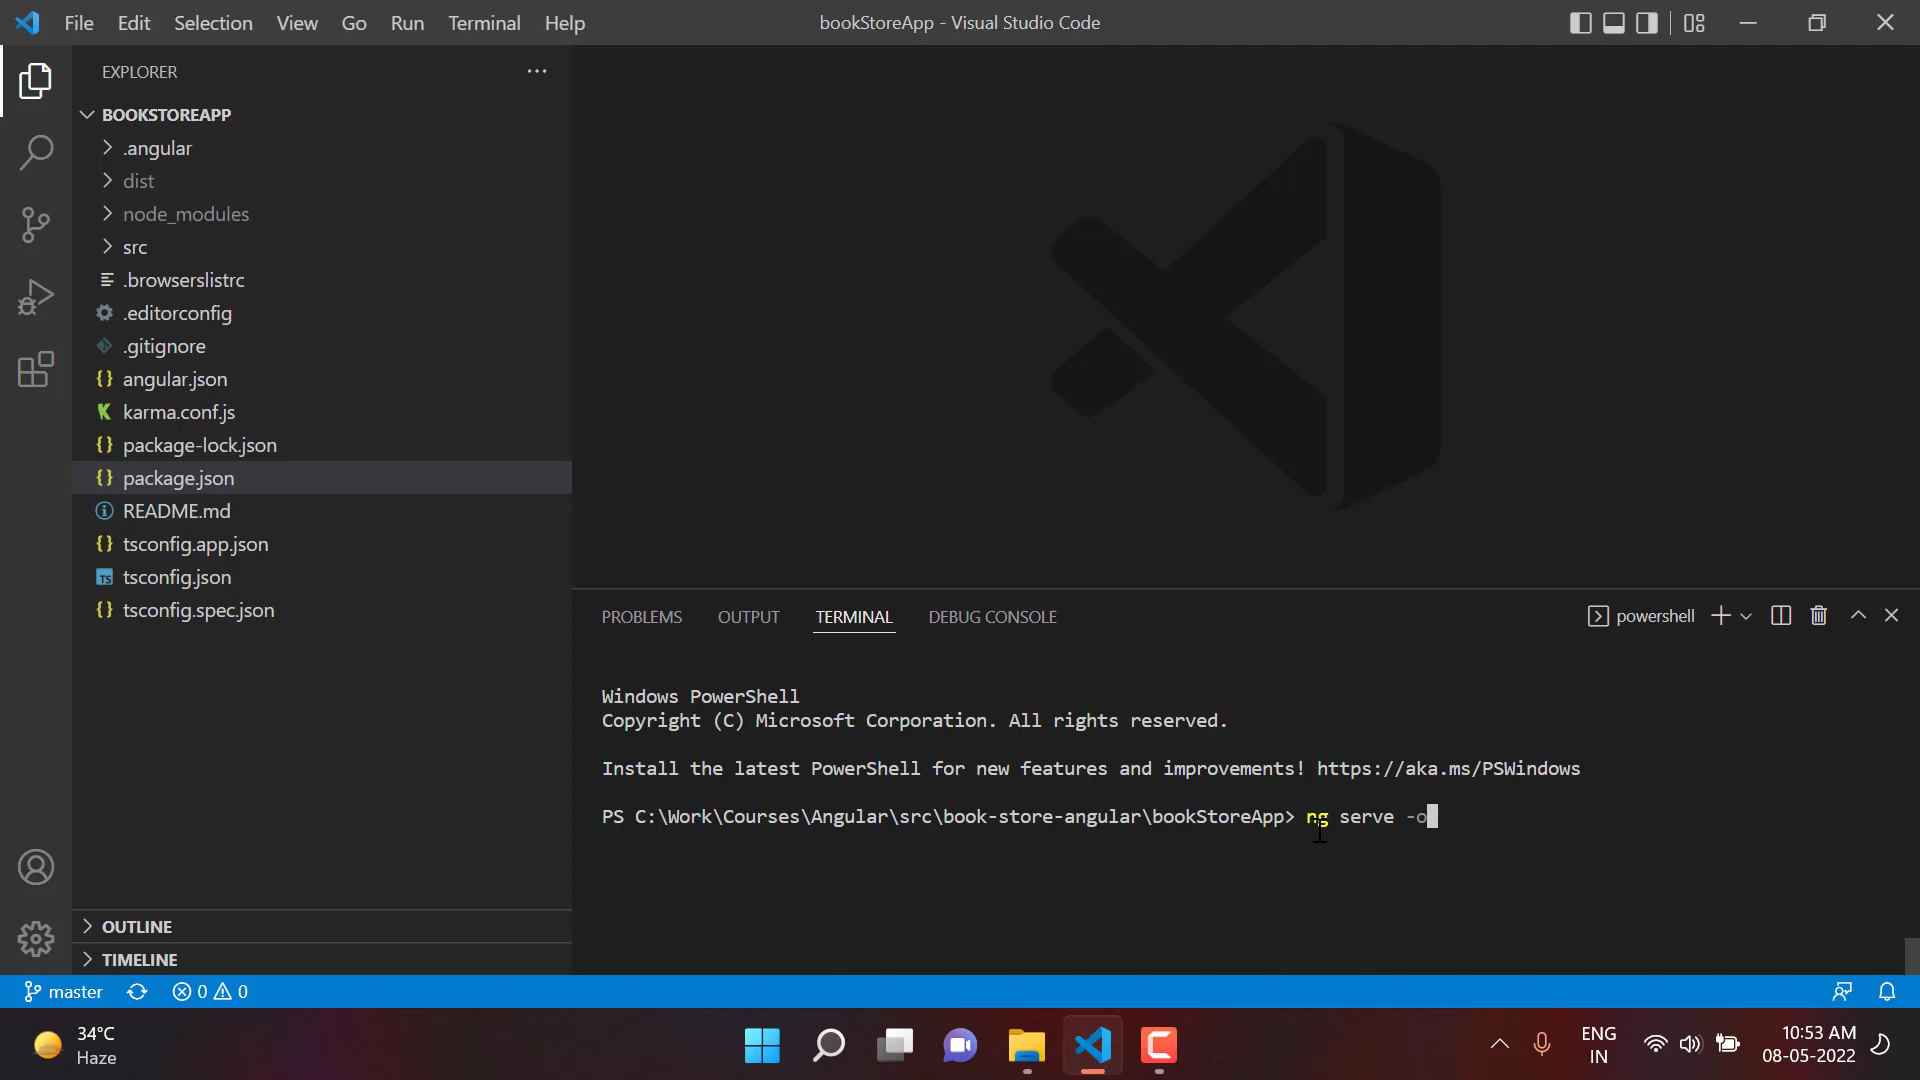 File Edit Selection View Go Run Terminal Help
bookStoreApp - Visual Studio Code
EXPLORER
BOOKSTOREAPP
.angular
dist
node_modules
src
.browserslistrc
.editorconfig
.gitignore
angular.json
karma.conf.js
package-lock.json
package.json
README.md
tsconfig.app.json
TS tsconfig.json
tsconfig.spec.json
OUTLINE
TIMELINE
PROBLEMS OUTPUT TERMINAL DEBUG CONSOLE
powershell
Windows PowerShell
Copyright (C) Microsoft Corporation. All rights reserved.
Install the latest PowerShell for new features and improvements! https://aka.ms/PSWindows
PS C:\Work\Courses\Angular\src\book-store-angular\bookStoreApp> ng serve -o
master 0 0
34°C
Haze
ENG
IN
10:53 AM
08-05-2022